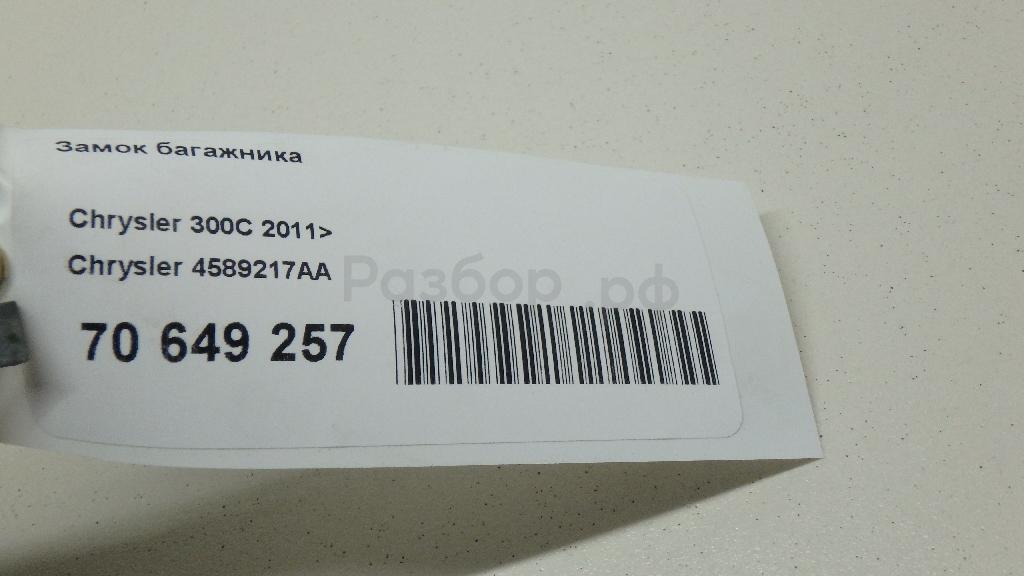 Замок багажника
Chrysler 300C 2011>
Chrysler 4589217AA
Разбор.рф
70 649 257